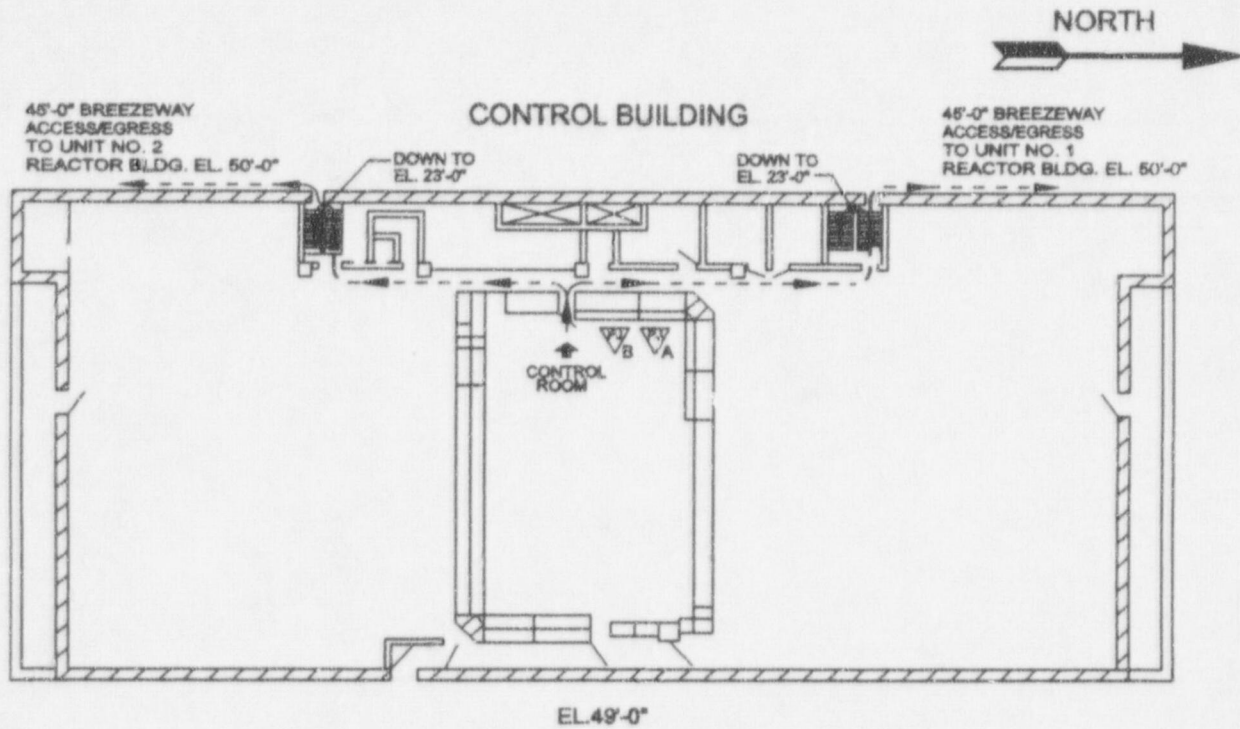 NORTH
CONTROL BUILDING
45'-0" BREEZEWAY
ACCESS/EGRESS
TO UNIT NO. 2
REACTOR BLDG. EL. 50'-0"
DOWN TO
EL. 23'-0"
DOWN TO
EL. 23'-0"
45'-0" BREEZEWAY
ACCESS/EGRESS
TO UNIT NO. 1
REACTOR BLDG. EL. 50'-0"
B
A
CONTROL
ROOM
EL.49'-0"